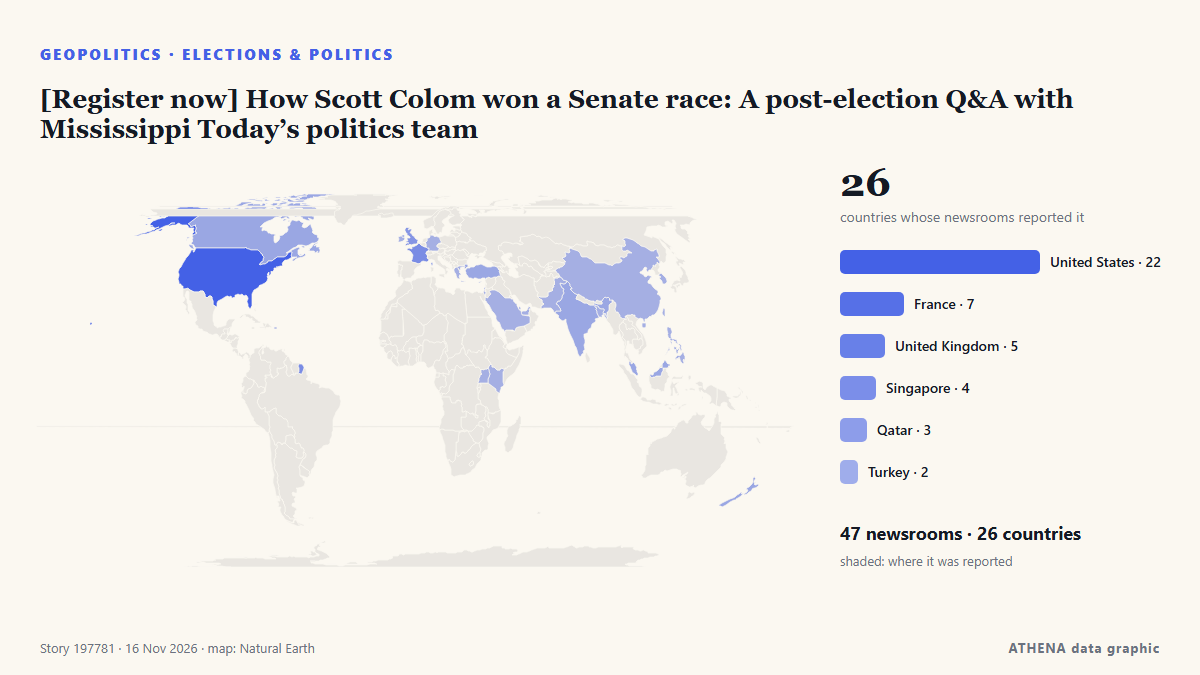 GEOPOLITICS · ELECTIONS & POLITICS
[Register now] How Scott Colom won a Senate race: A post-election Q&A with
Mississippi Today’s politics team
26
countries whose newsrooms reported it
United States · 22
France · 7
United Kingdom · 5
Singapore · 4
Qatar · 3
Turkey · 2
47 newsrooms · 26 countries
shaded: where it was reported
Story 197781 · 16 Nov 2026 · map: Natural Earth
ATHENA data graphic